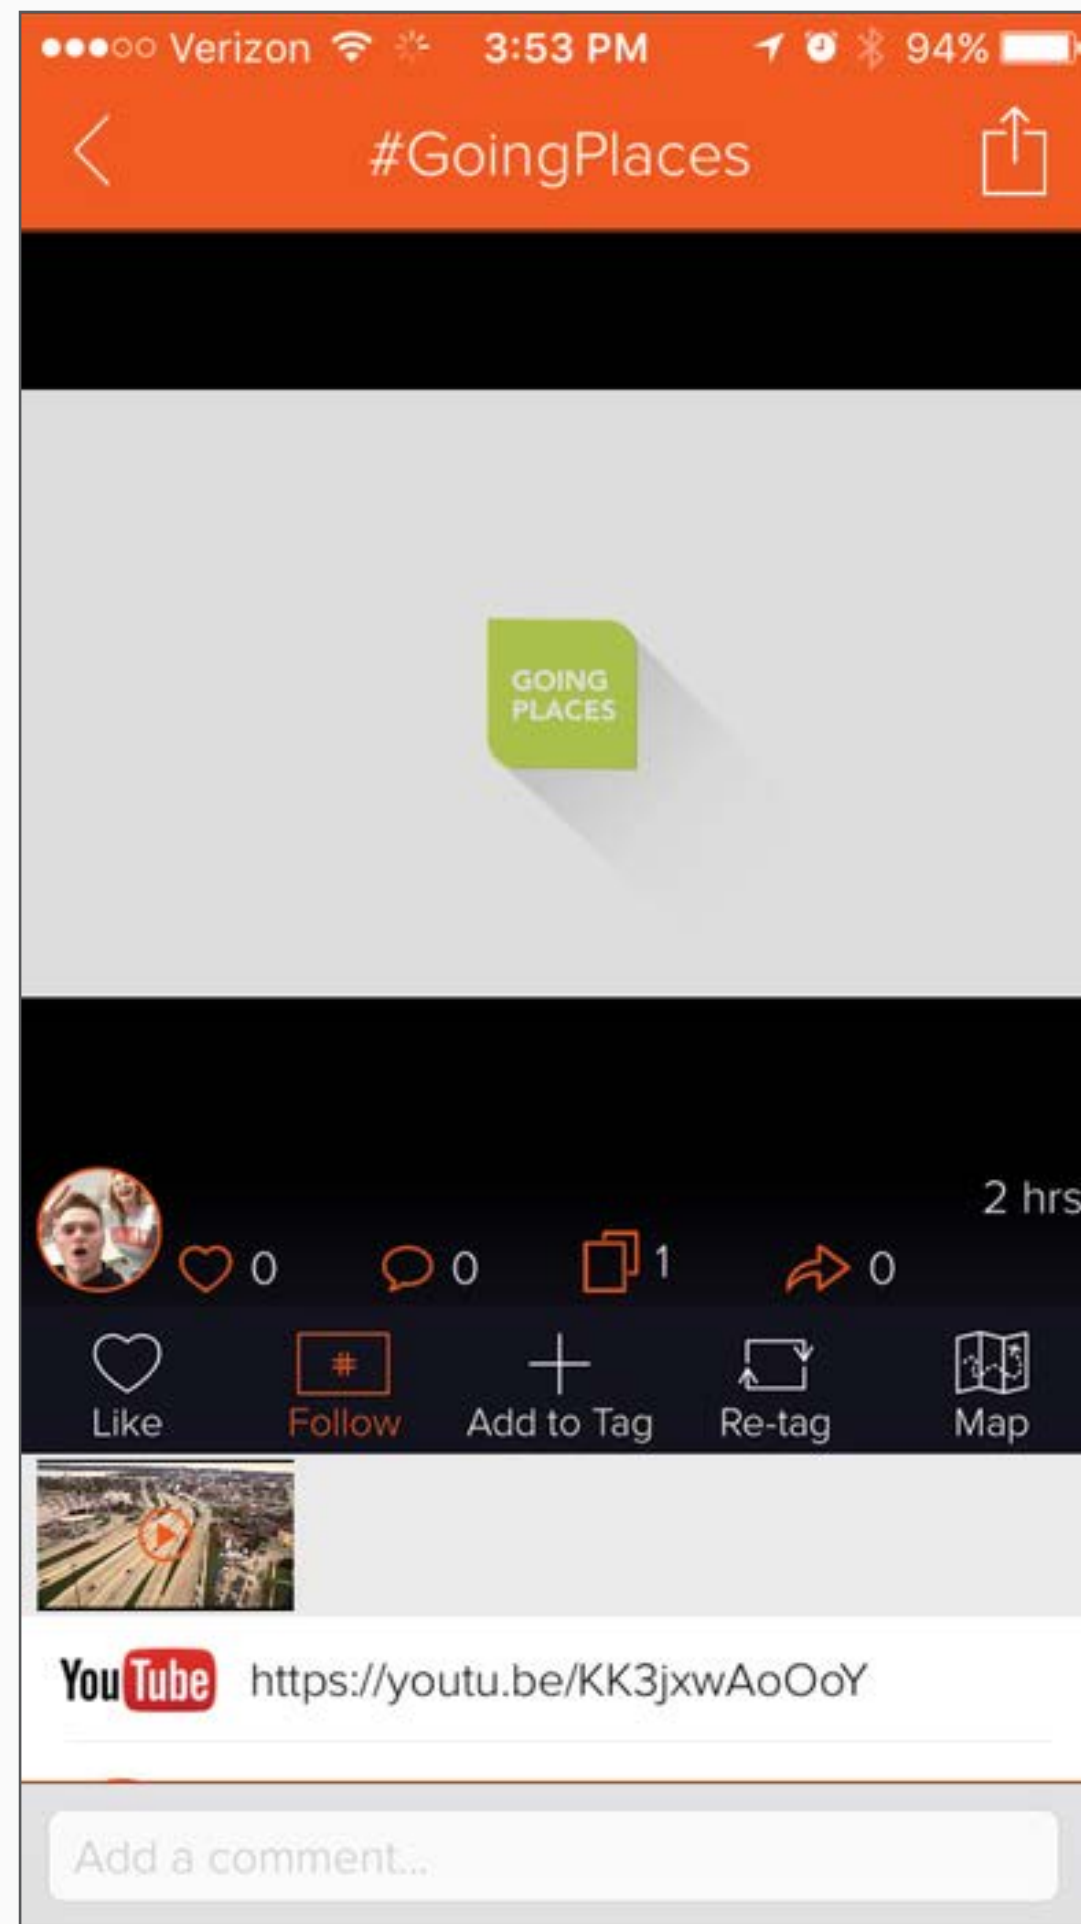 Verizon 3:53 PM 94%
#GoingPlaces
GOING
PLACES
2 hrs
0 0 1 0
# 
Like Follow Add to Tag Re-tag Map
YouTube https://youtu.be/KK3jxwAoOoY
Add a comment...